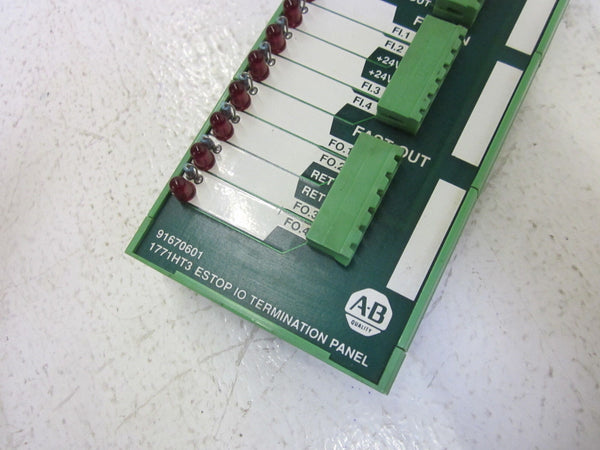 OUT
FI.1
FI.2
+24V
+24V
FI.3
FI.4
FAST OUT
FO.1
FO.2
RET
RET
FO.3
FO.4
91670601
1771HT3 ESTOP IO TERMINATION PANEL
A-B
QUALITY